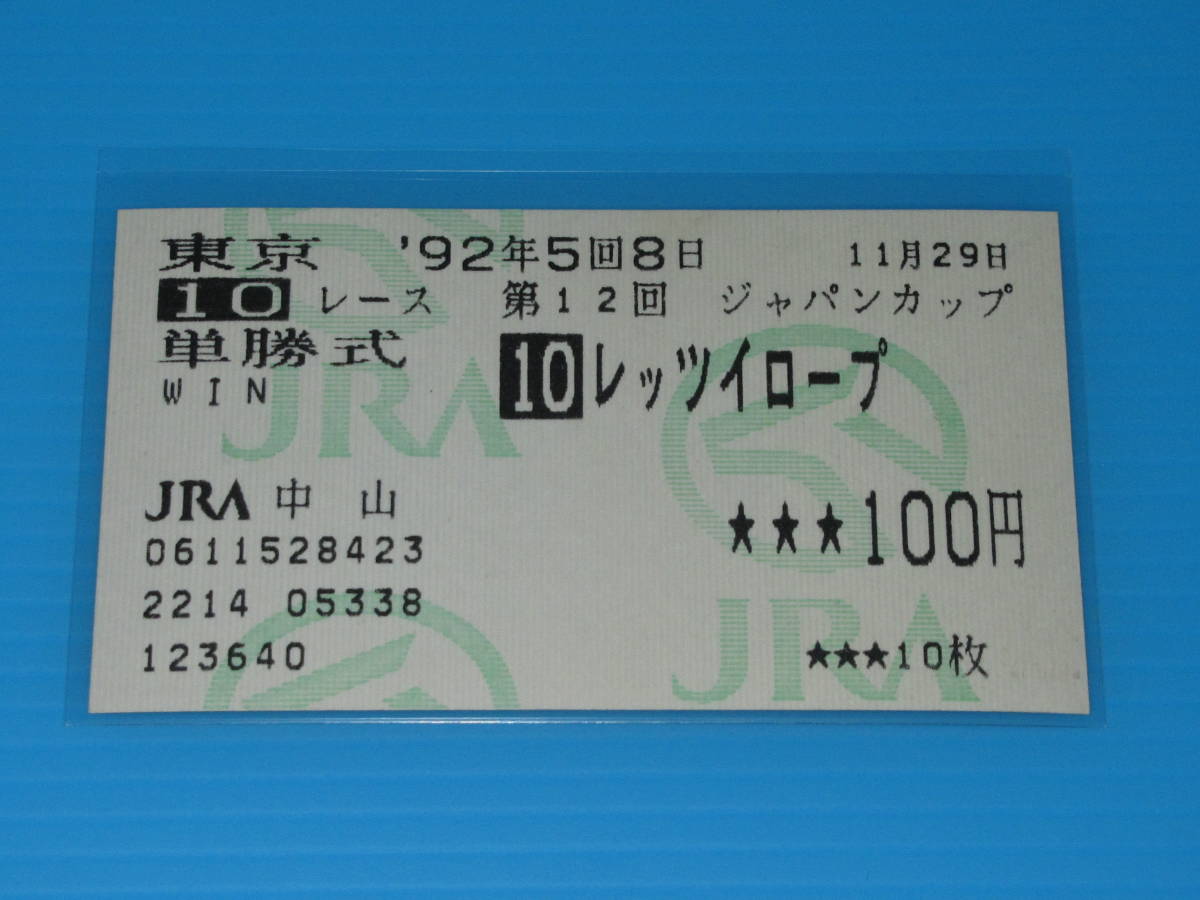 東京 '92年5回8日 11月29日
10 レース 第12回 ジャパンカップ
単勝式 10 レッツイロープ
WIN
JRA
JRA 中山 ★★★100円
0611528423
2214 05338
JRA
123640 ★★★10枚